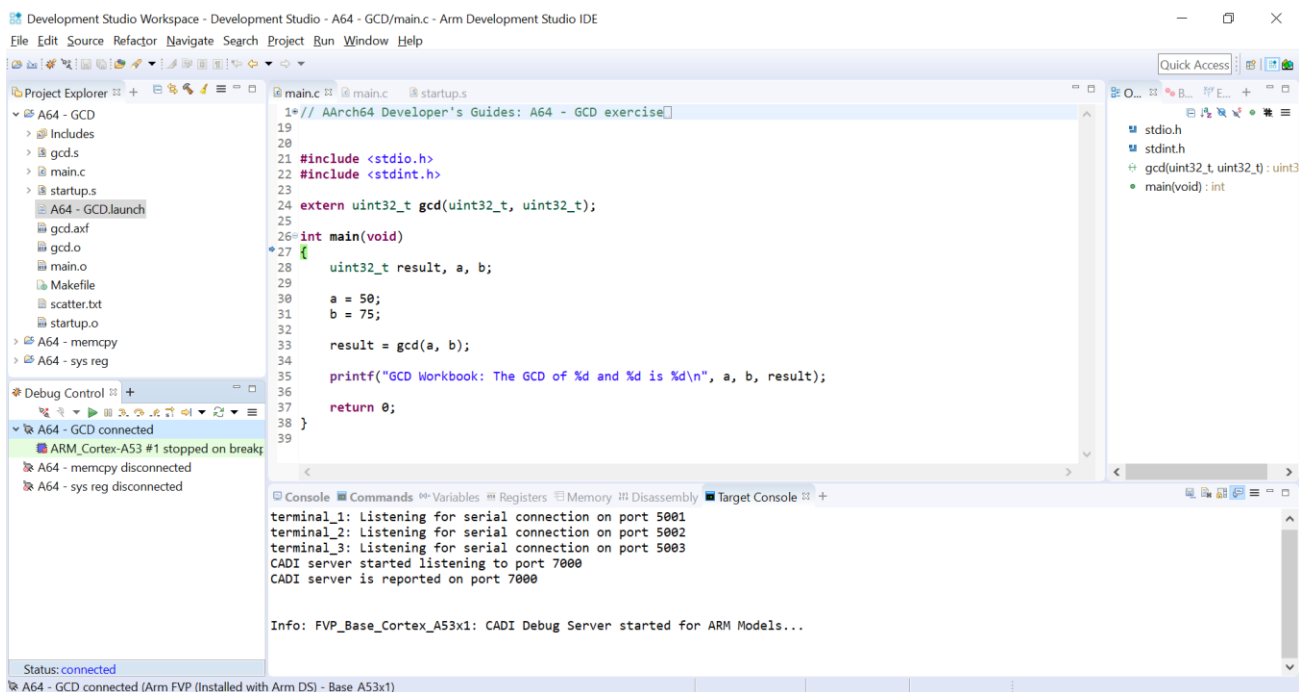 Development Studio Workspace - Development Studio - A64 - GCD/main.c - Arm Development Studio IDE
File Edit Source Refactor Navigate Search Project Run Window Help
Quick Access
Project Explorer
A64 - GCD
Includes
gcd.s
main.c
startup.s
A64 - GCD.launch
gcd.axf
gcd.o
main.o
Makefile
scatter.txt
startup.o
A64 - memcpy
A64 - sys reg
Debug Control
A64 - GCD connected
ARM_Cortex-A53 #1 stopped on breakp
A64 - memcpy disconnected
A64 - sys reg disconnected
Status: connected
main.c main.c startup.s
1 // AArch64 Developer's Guides: A64 - GCD exercise
19
20
21 #include <stdio.h>
22 #include <stdint.h>
23
24 extern uint32_t gcd(uint32_t, uint32_t);
25
26 int main(void)
27 {
28 uint32_t result, a, b;
29
30 a = 50;
31 b = 75;
32
33 result = gcd(a, b);
34
35 printf("GCD Workbook: The GCD of %d and %d is %d\n", a, b, result);
36
37 return 0;
38 }
39
O... B... E...
stdio.h
stdint.h
gcd(uint32_t, uint32_t) : uint3
main(void) : int
Console Commands Variables Registers Memory Disassembly Target Console
terminal_1: Listening for serial connection on port 5001
terminal_2: Listening for serial connection on port 5002
terminal_3: Listening for serial connection on port 5003
CADI server started listening to port 7000
CADI server is reported on port 7000
Info: FVP_Base_Cortex_A53x1: CADI Debug Server started for ARM Models...
A64 - GCD connected (Arm FVP (Installed with Arm DS) - Base A53x1)